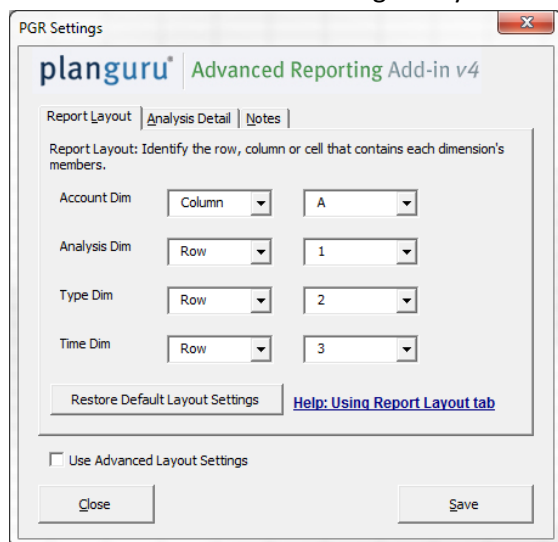 PGR Settings
x
planguru Advanced Reporting Add-in v4
Report Layout Analysis Detail Notes
Report Layout: Identify the row, column or cell that contains each dimension's
members.
Account Dim Column A
Analysis Dim Row 1
Type Dim Row 2
Time Dim Row 3
Restore Default Layout Settings Help: Using Report Layout tab
Use Advanced Layout Settings
Close Save